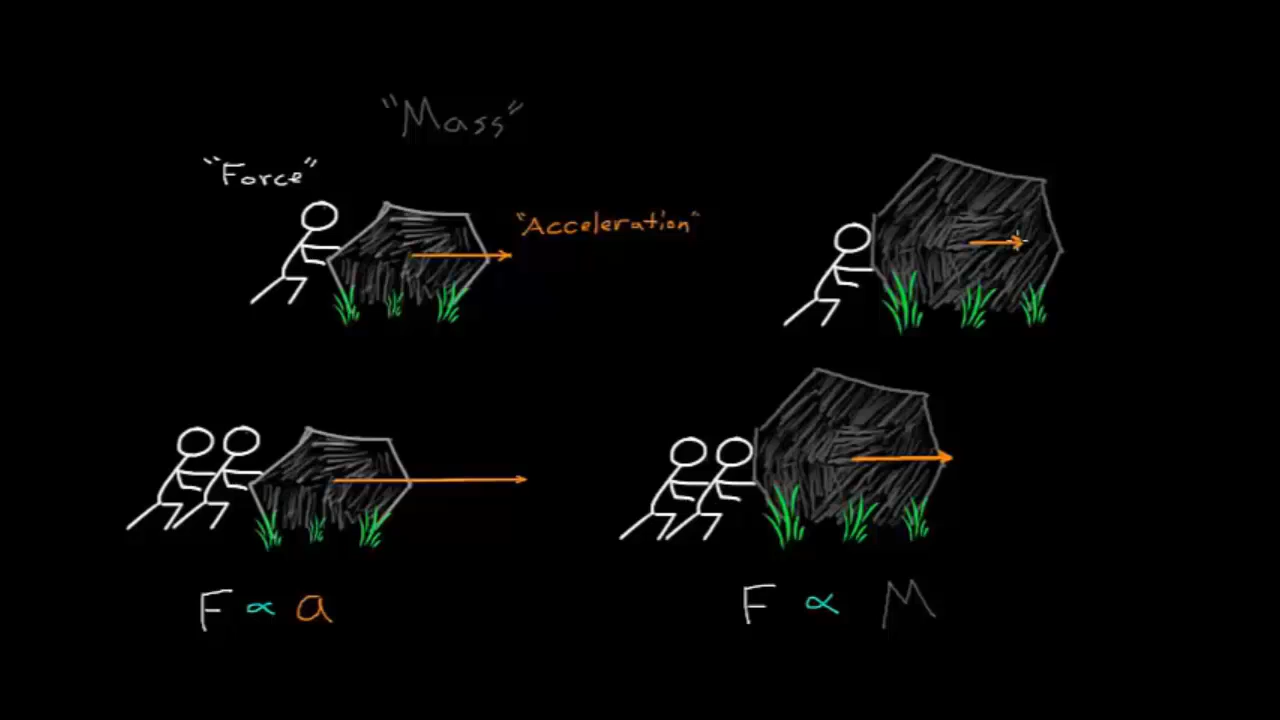 "Mass"
"Force"
"Acceleration"
F ∝ a
F ∝ M